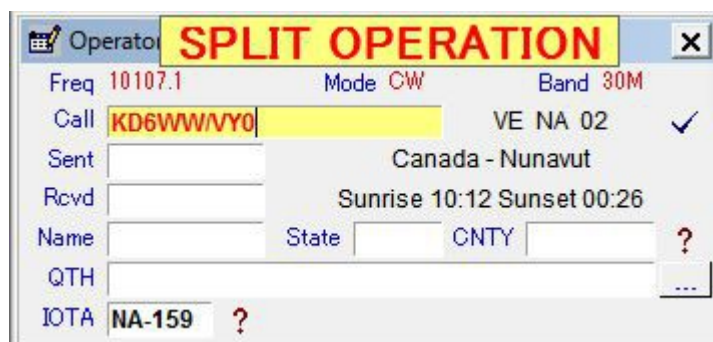 Operator SPLIT OPERATION
Freq 10107.1 Mode CW Band 30M
Call KD6WW/VY0 VE NA 02
Sent Canada - Nunavut
Rcvd Sunrise 10:12 Sunset 00:26
Name State CNTY ?
QTH ...
IOTA NA-159 ?